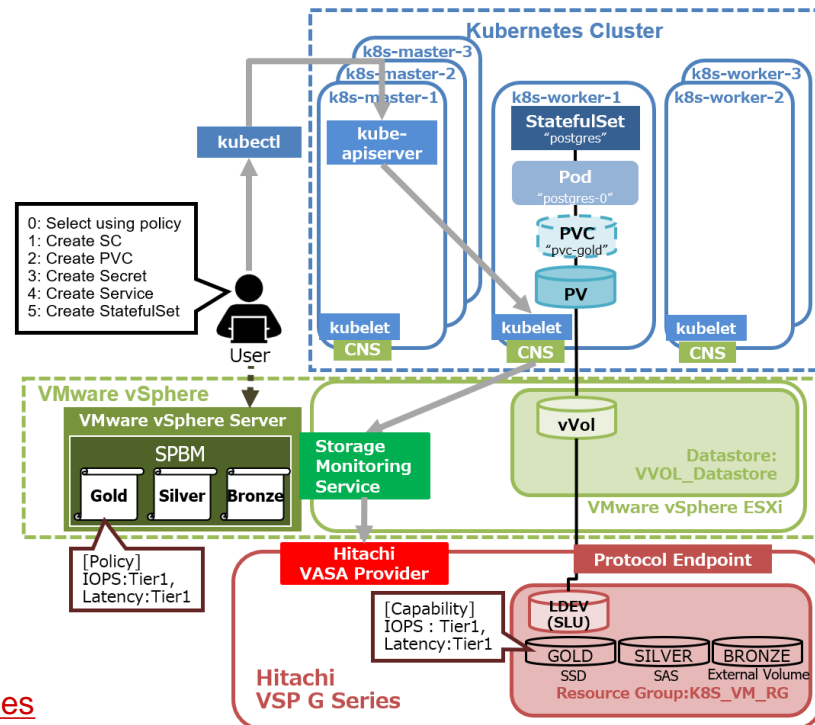 Kubernetes Cluster
k8s-master-3
k8s-master-2
k8s-master-1
k8s-worker-1
k8s-worker-3
k8s-worker-2
kubectl
kube-
apiserver
StatefulSet
“postgres”
Pod
“postgres-0”
PVC
“pvc-gold”
PV
0: Select using policy
1: Create SC
2: Create PVC
3: Create Secret
4: Create Service
5: Create StatefulSet
User
kubelet
CNS
kubelet
CNS
kubelet
CNS
VMware vSphere
VMware vSphere Server
SPBM
Gold
Silver
Bronze
Storage
Monitoring
Service
vVol
Datastore:
VVOL_Datastore
VMware vSphere ESXi
[Policy]
IOPS:Tier1,
Latency:Tier1
Hitachi
VASA Provider
Protocol Endpoint
[Capability]
IOPS : Tier1,
Latency:Tier1
LDEV
(SLU)
GOLD
SILVER
BRONZE
SSD
SAS
External Volume
Resource Group:K8S_VM_RG
Hitachi
VSP G Series
es